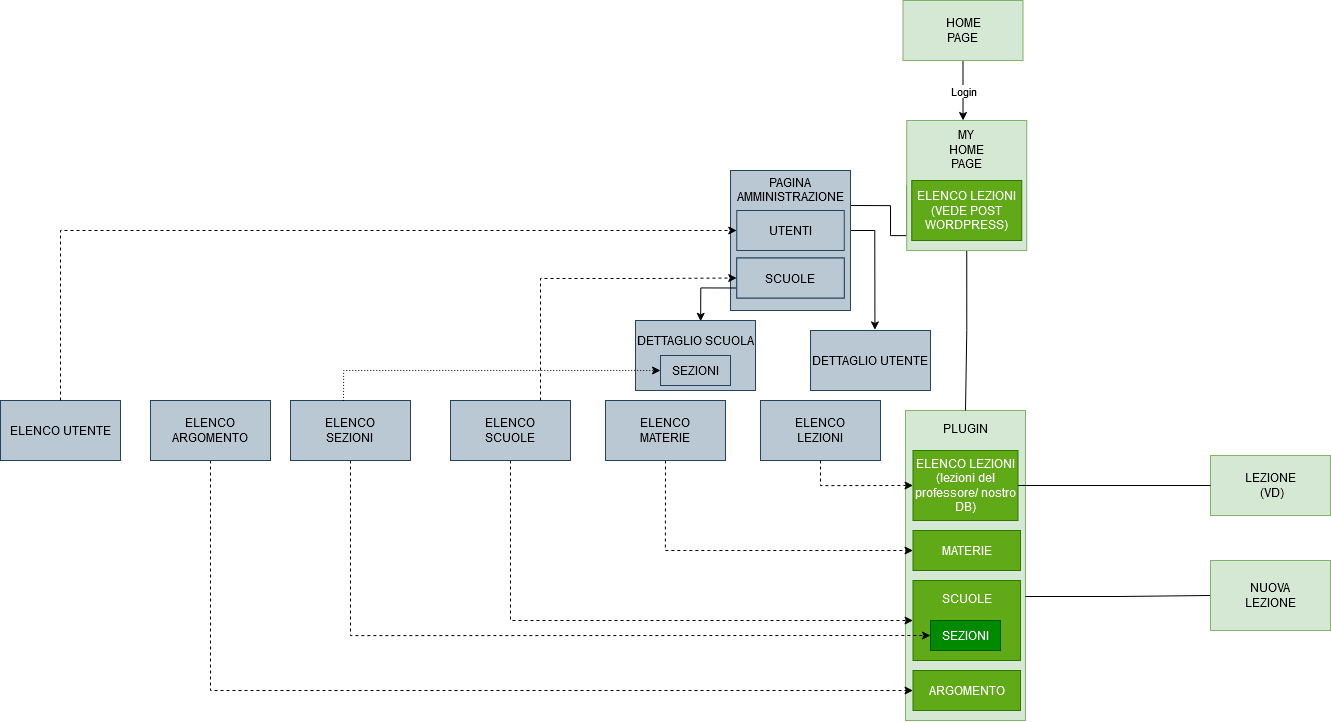 HOME
PAGE
Login
MY
HOME
PAGE
ELENCO LEZIONI
(VEDE POST
WORDPRESS)
PAGINA
AMMINISTRAZIONE
UTENTI
SCUOLE
DETTAGLIO SCUOLA
SEZIONI
DETTAGLIO UTENTE
ELENCO UTENTE
ELENCO
ARGOMENTO
ELENCO
SEZIONI
ELENCO
SCUOLE
ELENCO
MATERIE
ELENCO
LEZIONI
PLUGIN
ELENCO LEZIONI
(lezioni del
professore/ nostro
DB)
MATERIE
SCUOLE
SEZIONI
ARGOMENTO
LEZIONE
(VD)
NUOVA
LEZIONE